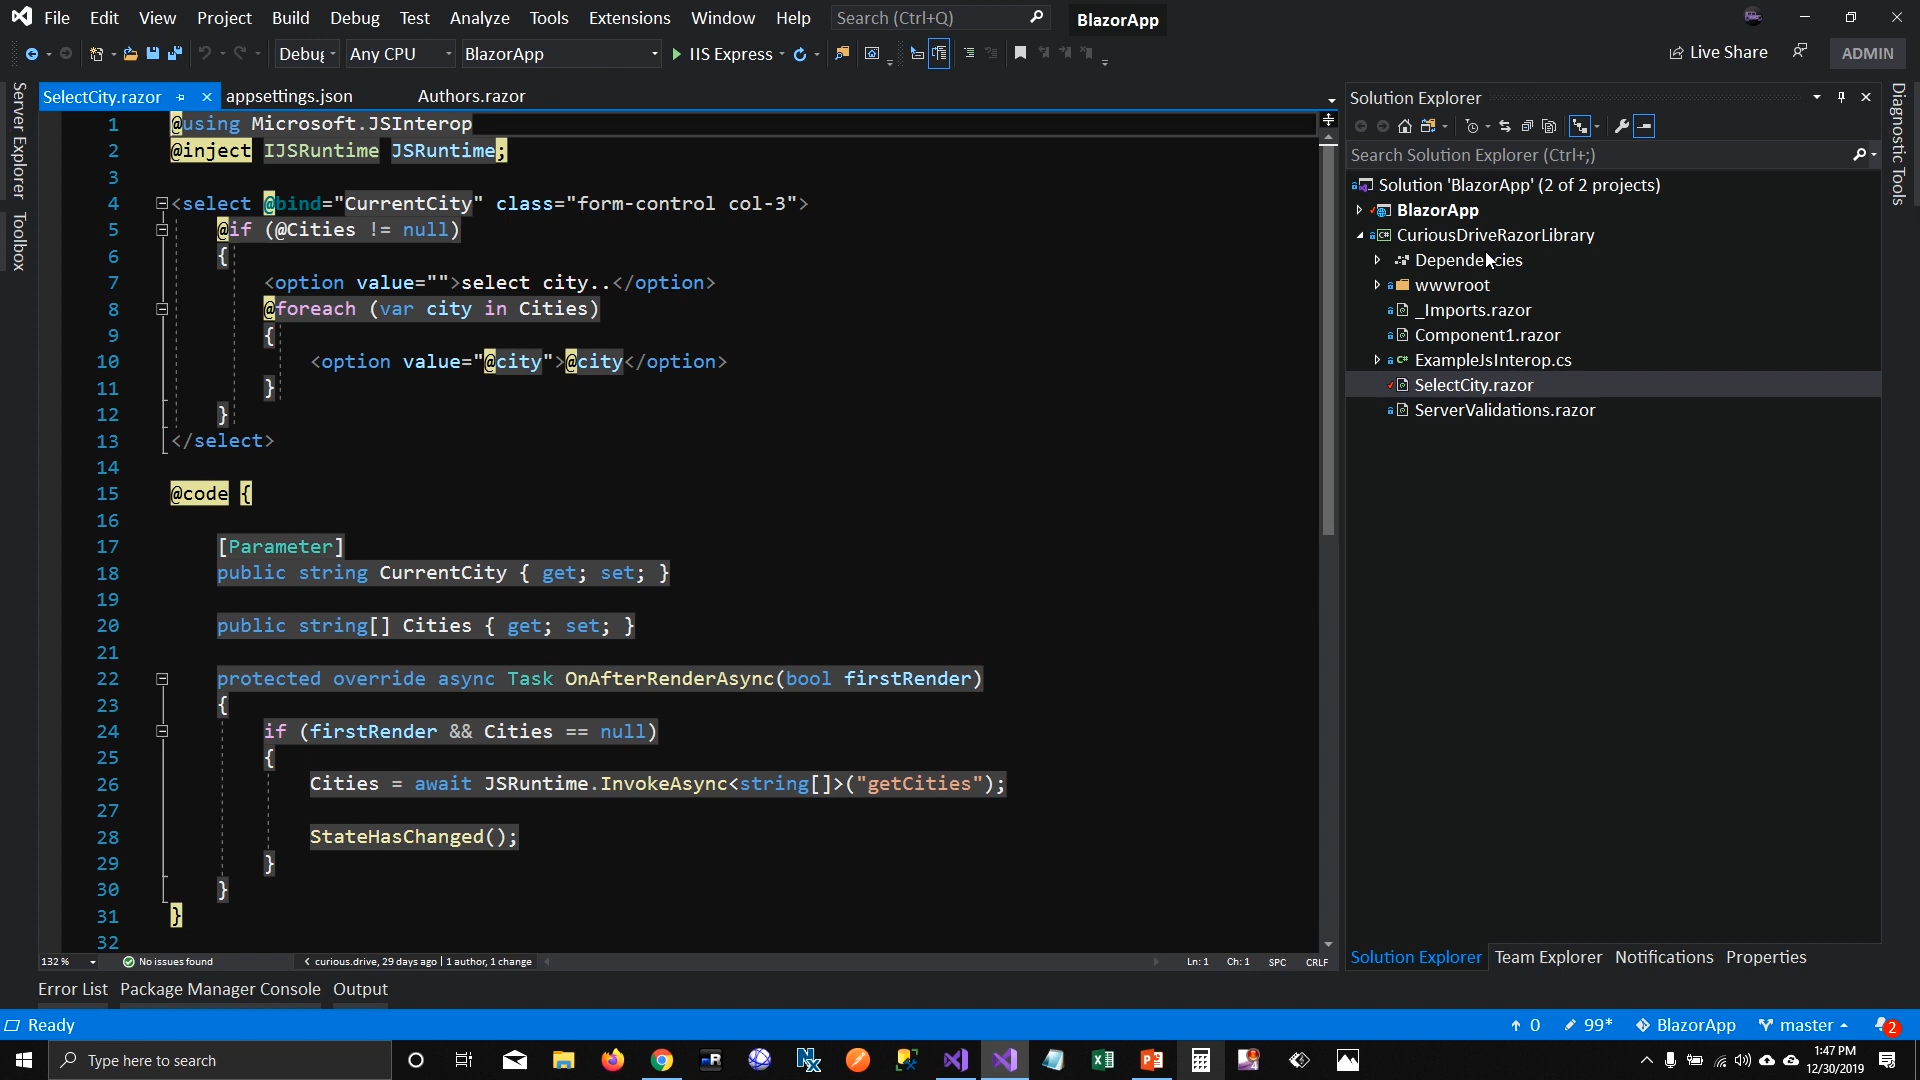 File Edit View Project Build Debug Test Analyze Tools Extensions Window Help Search (Ctrl+Q) BlazorApp
Debug Any CPU BlazorApp IIS Express Live Share ADMIN
Server Explorer
Toolbox
SelectCity.razor appsettings.json Authors.razor
1 @using Microsoft.JSInterop
2 @inject IJSRuntime JSRuntime;
3
4 <select @bind="CurrentCity" class="form-control col-3">
5 @if (@Cities != null)
6 {
7 <option value="">select city..</option>
8 @foreach (var city in Cities)
9 {
10 <option value="@city">@city</option>
11 }
12 }
13 </select>
14
15 @code {
16
17 [Parameter]
18 public string CurrentCity { get; set; }
19
20 public string[] Cities { get; set; }
21
22 protected override async Task OnAfterRenderAsync(bool firstRender)
23 {
24 if (firstRender && Cities == null)
25 {
26 Cities = await JSRuntime.InvokeAsync<string[]>("getCities");
27
28 StateHasChanged();
29 }
30 }
31 }
32
132 % No issues found < curious.drive, 29 days ago | 1 author, 1 change Ln: 1 Ch: 1 SPC CRLF
Solution Explorer
Search Solution Explorer (Ctrl+;)
Solution 'BlazorApp' (2 of 2 projects)
BlazorApp
CuriousDriveRazorLibrary
Dependencies
wwwroot
_Imports.razor
Component1.razor
ExampleJsInterop.cs
SelectCity.razor
ServerValidations.razor
Solution Explorer Team Explorer Notifications Properties
Diagnostic Tools
Error List Package Manager Console Output
Ready 0 99* BlazorApp master 2
Type here to search
1:47 PM
12/30/2019